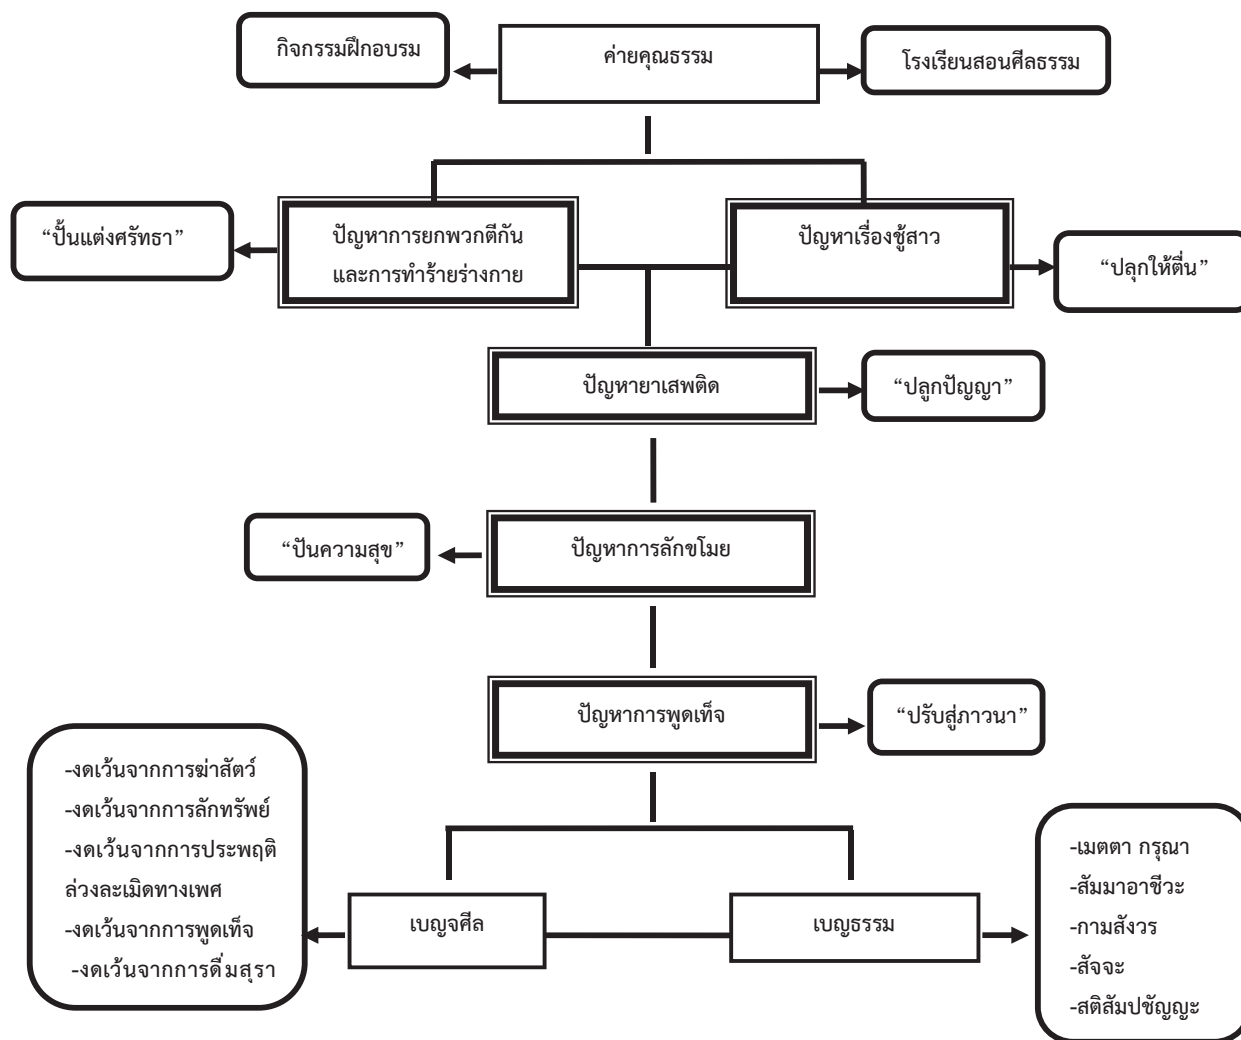 กิจกรรมฝึกอบรม
ค่ายคุณธรรม
โรงเรียนสอนศีลธรรม
“ปั้นแต่งศรัทธา”
ปัญหาการยกพวกตีกัน
และการทำร้ายร่างกาย
ปัญหาเรื่องชู้สาว
“ปลุกให้ตื่น”
ปัญหายาเสพติด
“ปลูกปัญญา”
“ปันความสุข”
ปัญหาการลักขโมย
ปัญหาการพูดเท็จ
“ปรับสู่ภาวนา”
-งดเว้นจากการฆ่าสัตว์
-งดเว้นจากการลักทรัพย์
-งดเว้นจากการประพฤติ
ล่วงละเมิดทางเพศ
-งดเว้นจากการพูดเท็จ
-งดเว้นจากการดื่มสุรา
เบญจศีล
เบญธรรม
-เมตตา กรุณา
-สัมมาอาชีวะ
-กามสังวร
-สัจจะ
-สติสัมปชัญญะ